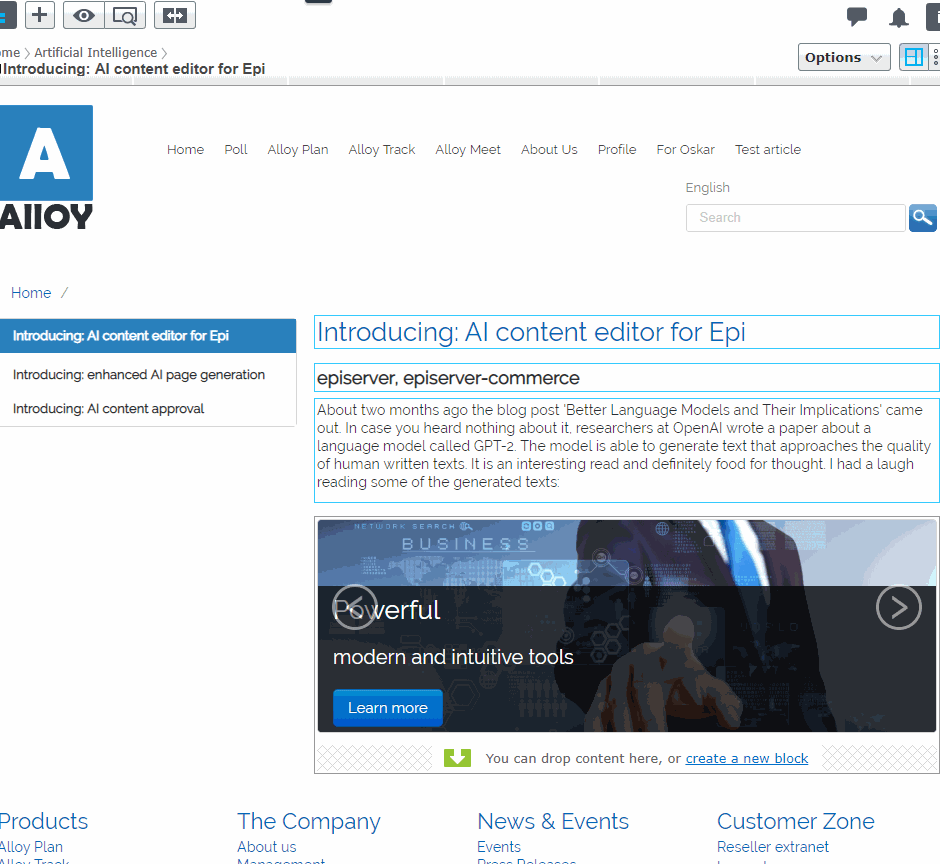 ome > Artificial Intelligence >
Introducing: AI content editor for Epi
Options
A
Alloy
Home Poll Alloy Plan Alloy Track Alloy Meet About Us Profile For Oskar Test article
English
Search
Home /
Introducing: AI content editor for Epi
Introducing: enhanced AI page generation
Introducing: AI content approval
Introducing: AI content editor for Epi
episerver, episerver-commerce
About two months ago the blog post 'Better Language Models and Their Implications' came
out. In case you heard nothing about it, researchers at OpenAI wrote a paper about a
language model called GPT-2. The model is able to generate text that approaches the quality
of human written texts. It is an interesting read and definitely food for thought. I had a laugh
reading some of the generated texts:
NETWORK SEARCH
BUSINESS
WORLD
Powerful
modern and intuitive tools
Learn more
You can drop content here, or create a new block
Products The Company News & Events Customer Zone
Alloy Plan About us Events Reseller extranet
Alloy Track Management Press Releases